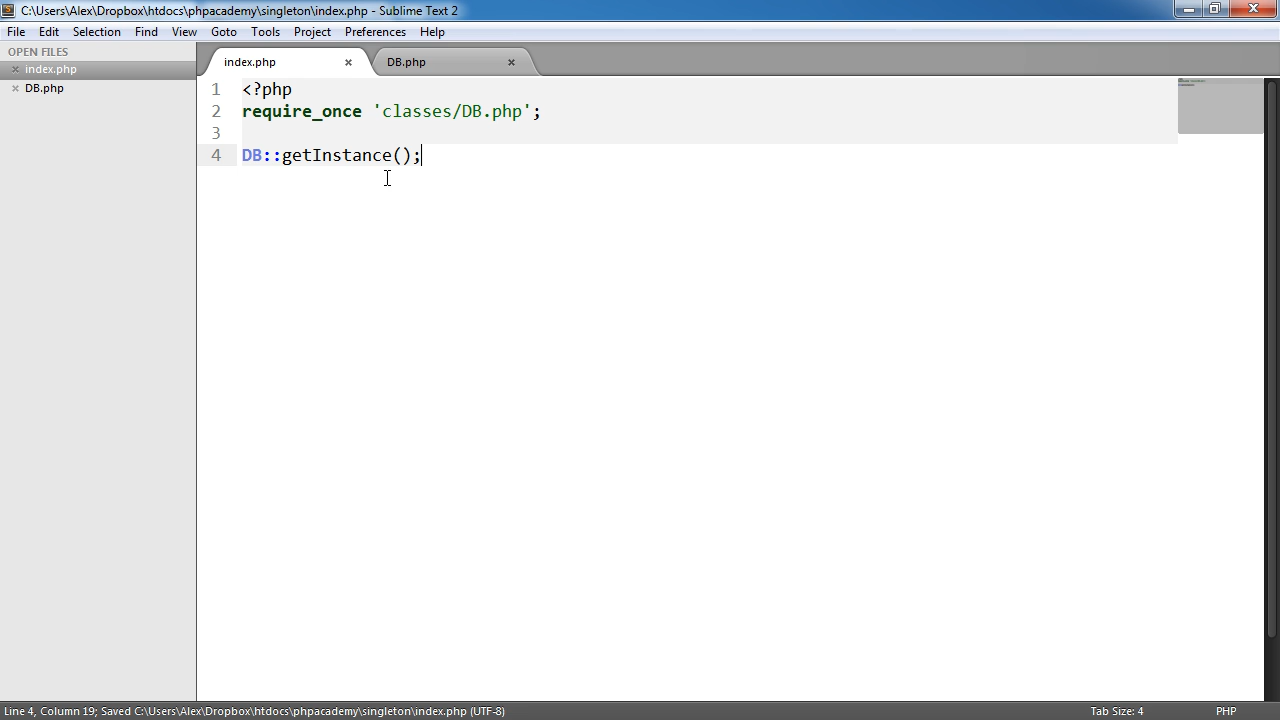 C:\Users\Alex\Dropbox\htdocs\phpacademy\singleton\index.php - Sublime Text 2
File Edit Selection Find View Goto Tools Project Preferences Help
OPEN FILES
index.php
DB.php
index.php DB.php
1 <?php
2 require_once 'classes/DB.php';
3
4 DB::getInstance();
Line 4, Column 19; Saved C:\Users\Alex\Dropbox\htdocs\phpacademy\singleton\index.php (UTF-8) Tab Size: 4 PHP